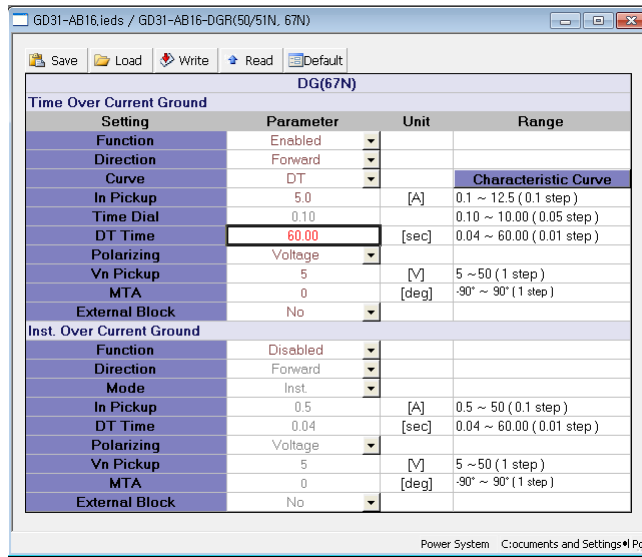 GD31-AB16,ieds / GD31-AB16-DGR(50/51N, 67N)
Save Load Write Read Default
DG(67N)
Time Over Current Ground
Setting Parameter Unit Range
Function Enabled
Direction Forward
Curve DT Characteristic Curve
In Pickup 5.0 [A] 0.1 ~ 12.5 ( 0.1 step )
Time Dial 0.10 0.10 ~ 10.00 ( 0.05 step )
DT Time 60.00 [sec] 0.04 ~ 60.00 ( 0.01 step )
Polarizing Voltage
Vn Pickup 5 [V] 5 ~50 ( 1 step )
MTA 0 [deg] -90° ~ 90° ( 1 step )
External Block No
Inst. Over Current Ground
Function Disabled
Direction Forward
Mode Inst.
In Pickup 0.5 [A] 0.5 ~ 50 ( 0.1 step )
DT Time 0.04 [sec] 0.04 ~ 60.00 ( 0.01 step )
Polarizing Voltage
Vn Pickup 5 [V] 5 ~50 ( 1 step )
MTA 0 [deg] -90° ~ 90° ( 1 step )
External Block No
Power System C:ocuments and Settings